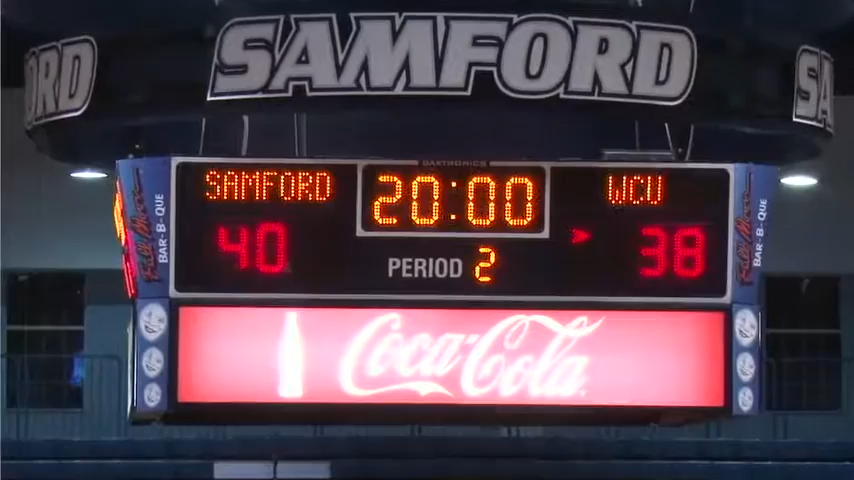 SAMFORD
ORD
SA
DAKTRONICS
SAMFORD 20:00 WCU
40 > 38
PERIOD 2
BAR-B-QUE
BAR-B-QUE
Coca-Cola